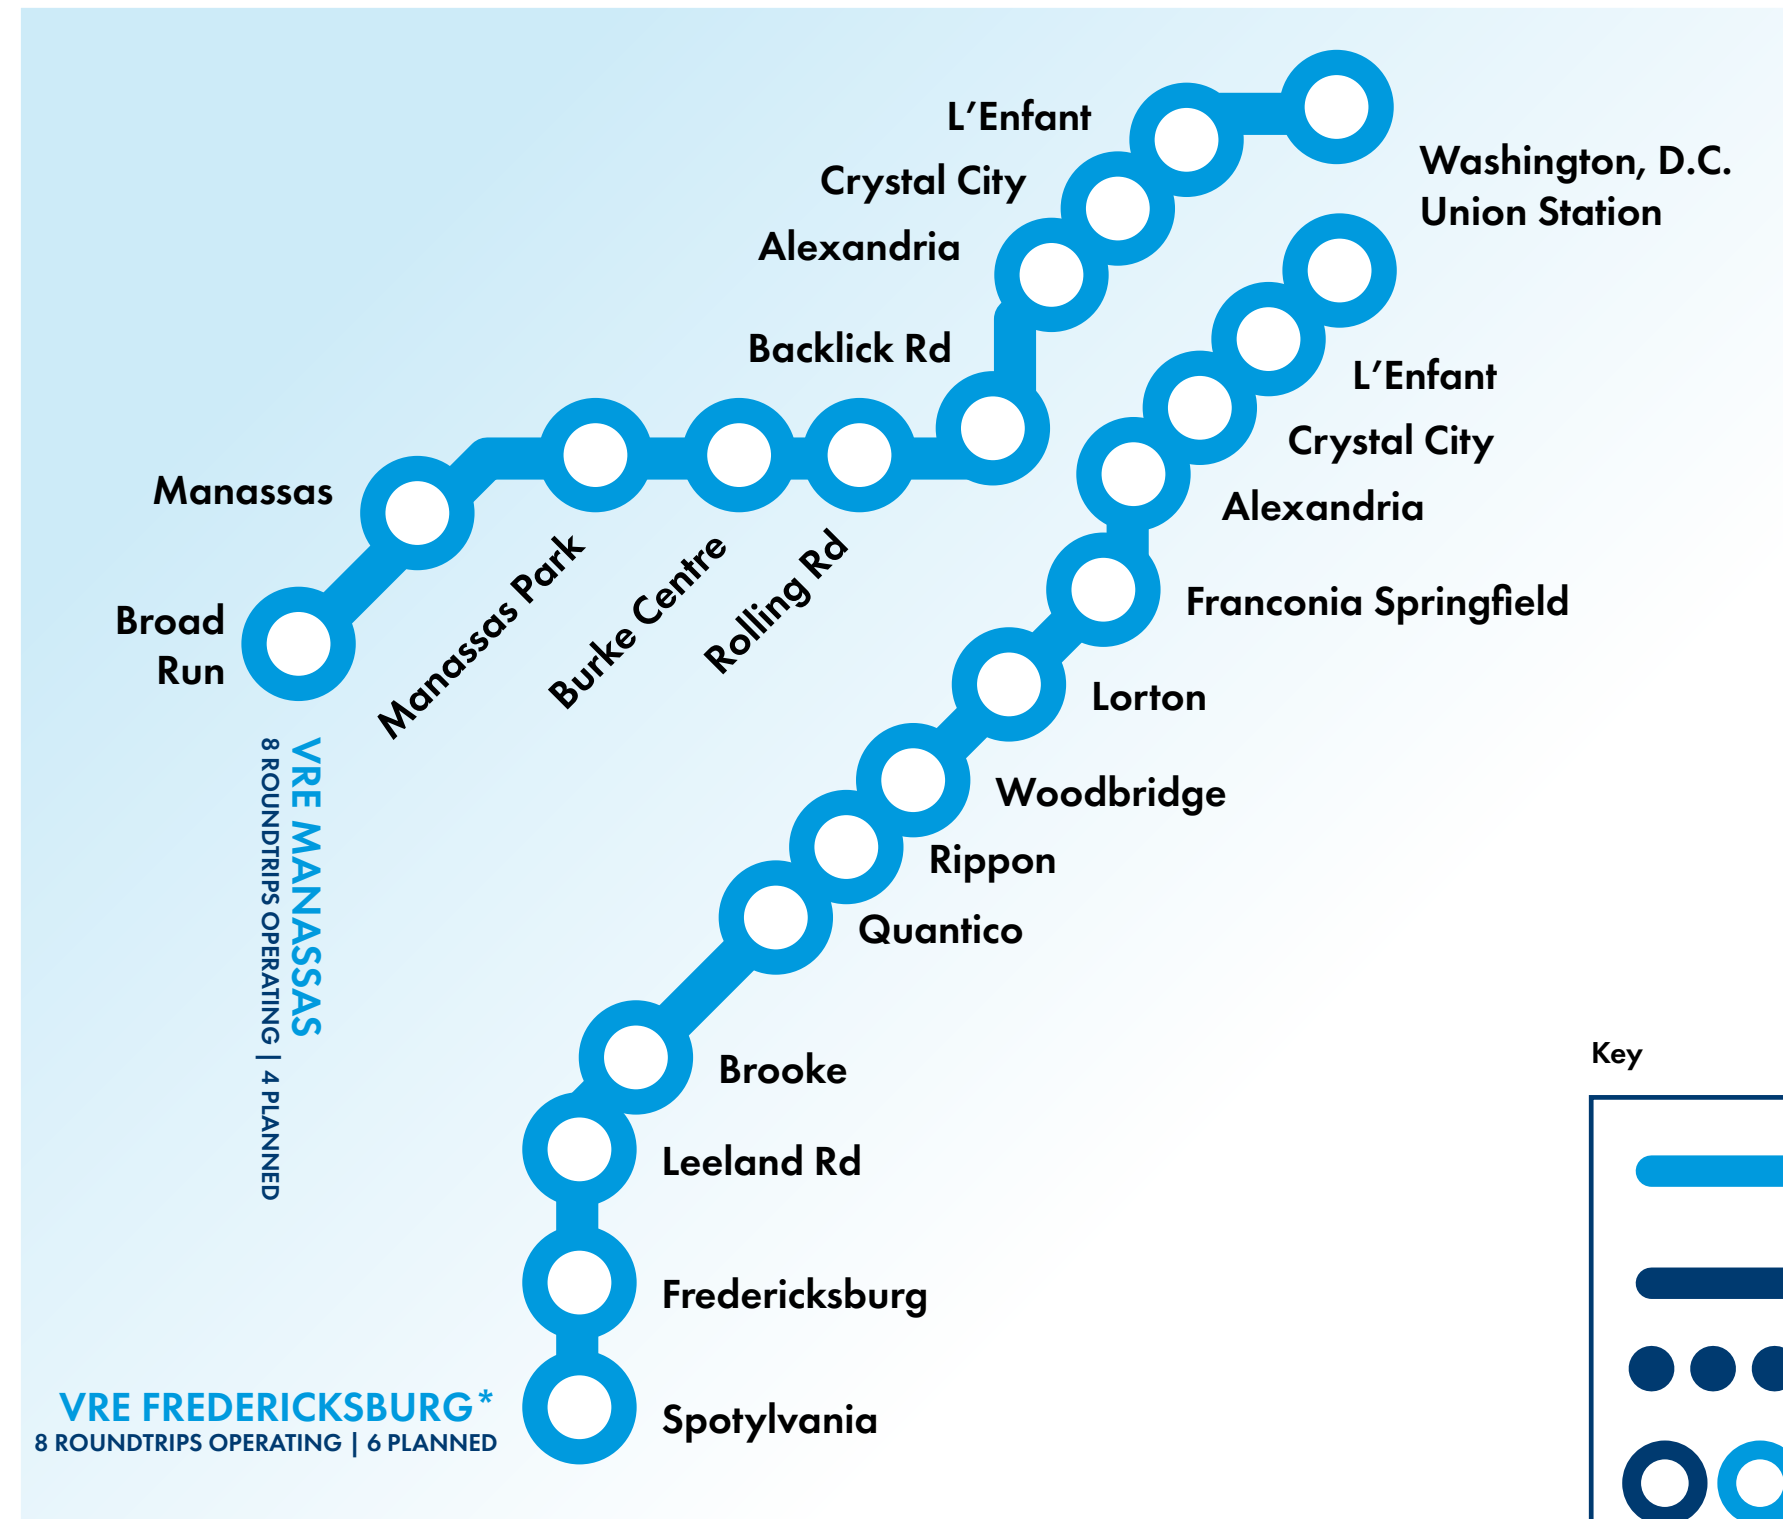 L’Enfant
Crystal City
Alexandria
Backlick Rd
Washington, D.C.
Union Station
Manassas
Broad
Run
Manassas Park
Burke Centre
Rolling Rd
VRE MANASSAS
8 ROUNDTRIPS OPERATING | 4 PLANNED
L’Enfant
Crystal City
Alexandria
Franconia Springfield
Lorton
Woodbridge
Rippon
Quantico
Brooke
Leeland Rd
Fredericksburg
Spotylvania
VRE FREDERICKSBURG*
8 ROUNDTRIPS OPERATING | 6 PLANNED
Key